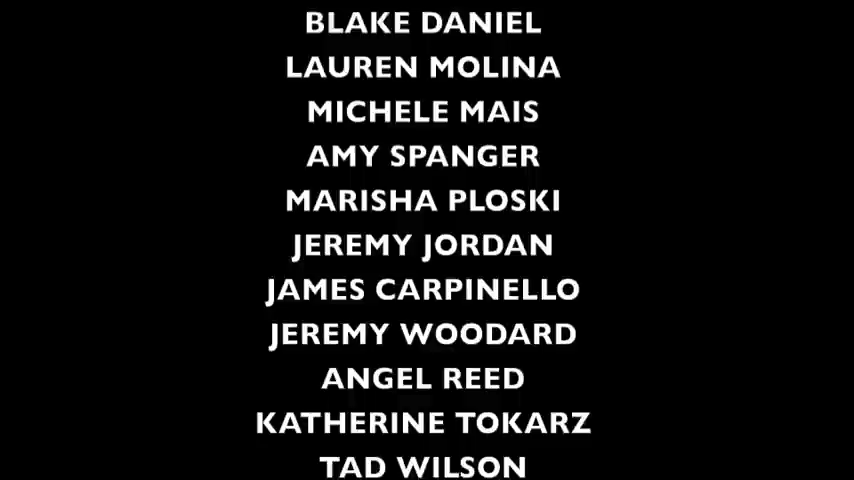 BLAKE DANIEL
LAUREN MOLINA
MICHELE MAIS
AMY SPANGER
MARISHA PLOSKI
JEREMY JORDAN
JAMES CARPINELLO
JEREMY WOODARD
ANGEL REED
KATHERINE TOKARZ
TAD WILSON